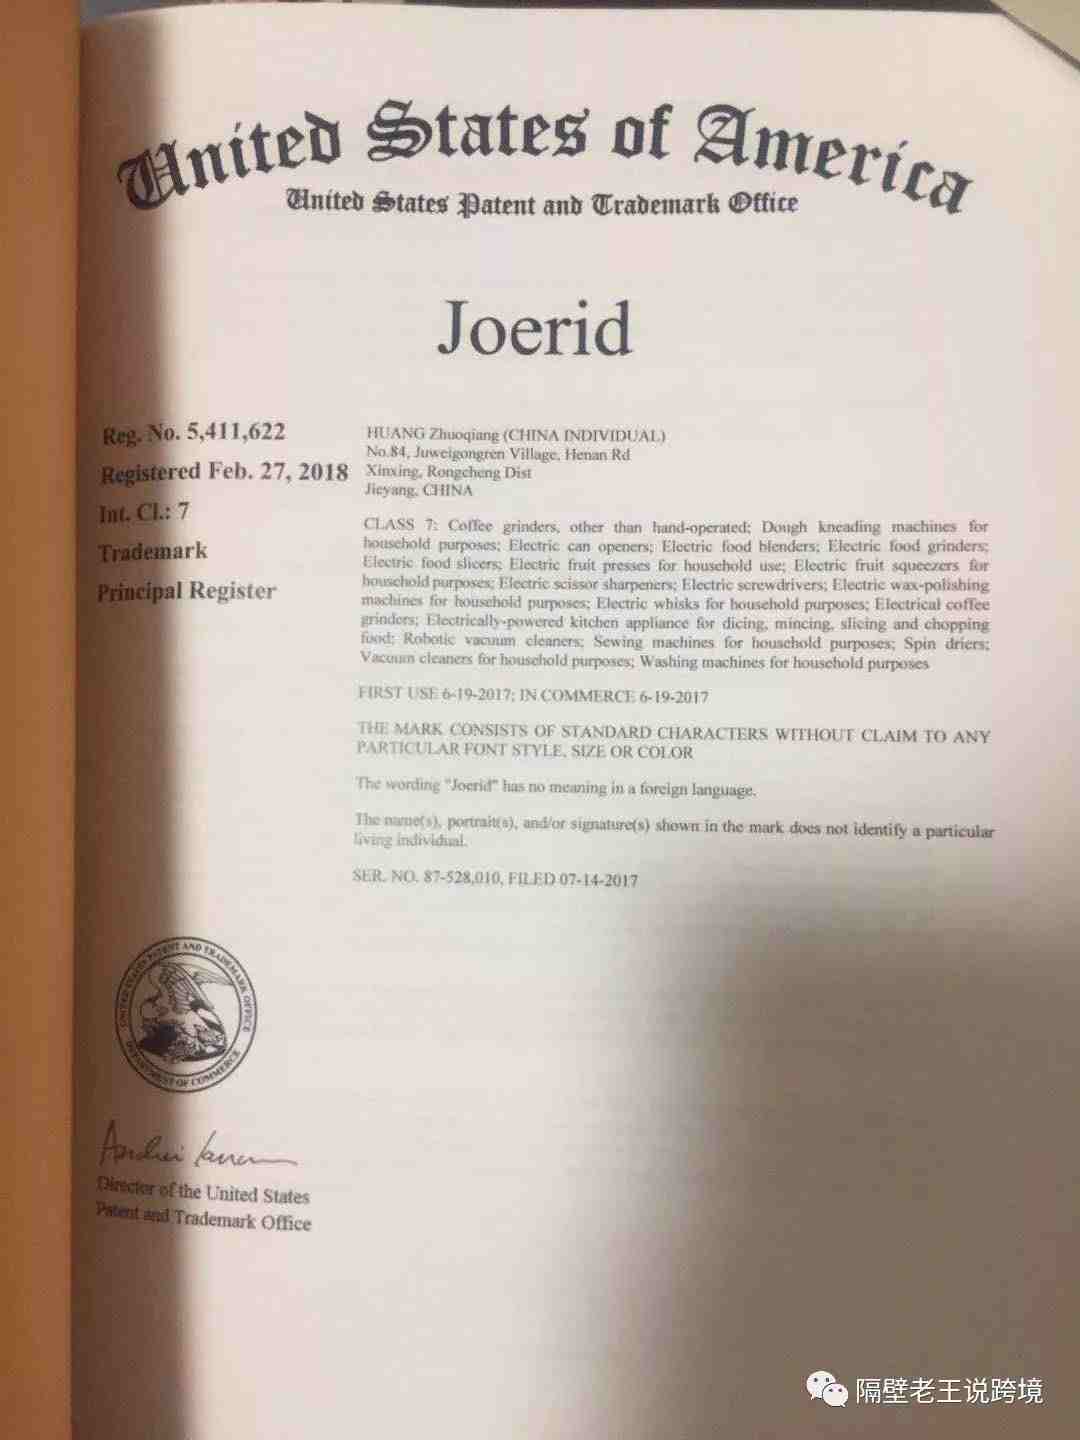 United States of America
United States Patent and Trademark Office
Joerid
Reg. No. 5,411,622
Registered Feb. 27, 2018
Int. Cl.: 7
Trademark
Principal Register
HUANG Zhuoqiang (CHINA INDIVIDUAL)
No.84, Juweigongren Village, Henan Rd
Xinxing, Rongcheng Dist
Jieyang, CHINA
CLASS 7: Coffee grinders, other than hand-operated; Dough kneading machines for
household purposes; Electric can openers; Electric food blenders; Electric food grinders;
Electric food slicers; Electric fruit presses for household use; Electric fruit squeezers for
household purposes; Electric scissor sharpeners; Electric screwdrivers; Electric wax-polishing
machines for household purposes; Electric whisks for household purposes; Electrical coffee
grinders; Electrically-powered kitchen appliance for dicing, mincing, slicing and chopping
food; Robotic vacuum cleaners; Sewing machines for household purposes; Spin driers;
Vacuum cleaners for household purposes; Washing machines for household purposes
FIRST USE 6-19-2017; IN COMMERCE 6-19-2017
THE MARK CONSISTS OF STANDARD CHARACTERS WITHOUT CLAIM TO ANY
PARTICULAR FONT STYLE, SIZE OR COLOR
The wording "Joerid" has no meaning in a foreign language.
The name(s), portrait(s), and/or signature(s) shown in the mark does not identify a particular
living individual.
SER. NO. 87-528,010, FILED 07-14-2017
UNITED STATES PATENT AND TRADEMARK OFFICE
DEPARTMENT OF COMMERCE
Director of the United States
Patent and Trademark Office
隔壁老王说跨境